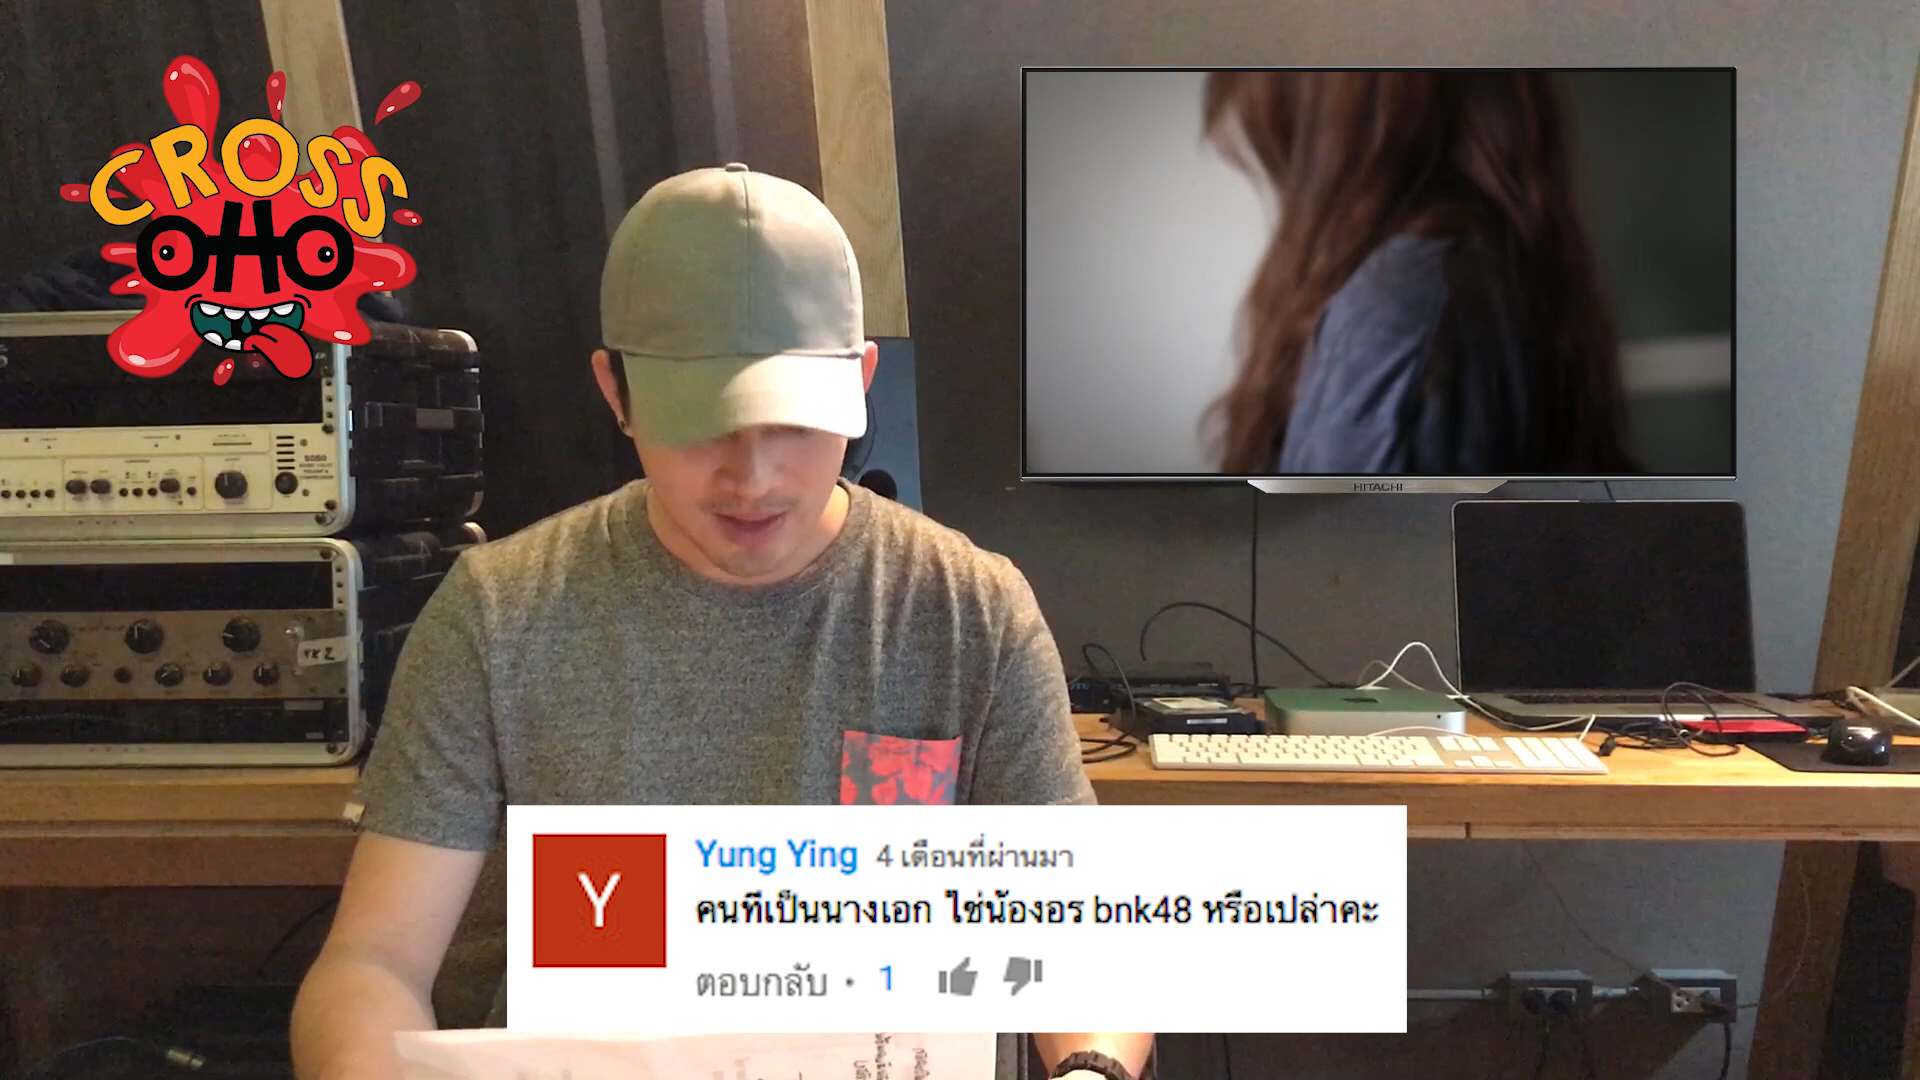 CROSS
OHO
HITACHI
Yung Ying 4 เดือนที่ผ่านมา
คนที่เป็นนางเอก ใช่น้องอร bnk48 หรือเปล่าคะ
ตอบกลับ • 1
Y